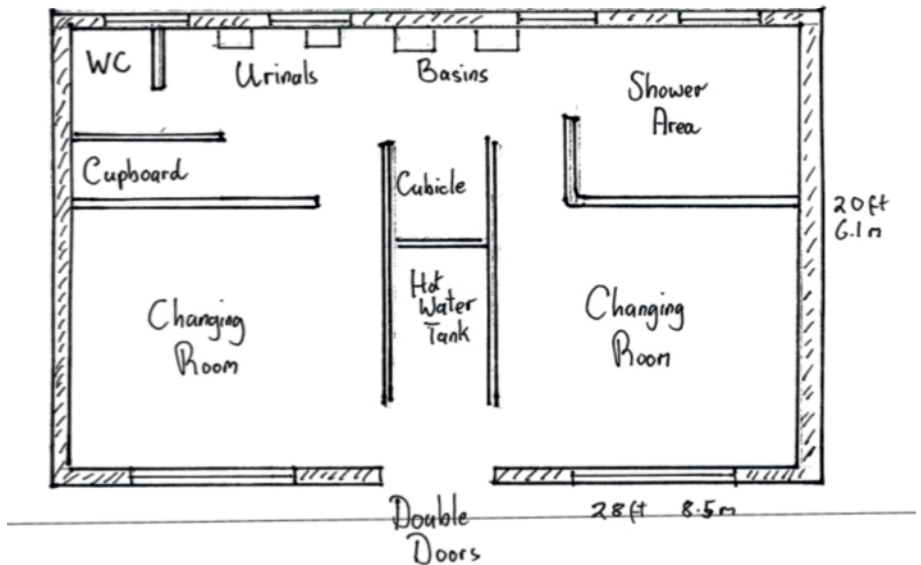 WC
Urinals
Basins
Shower
Area
Cupboard
Cubicle
20ft
6.1m
Hot
Water
Tank
Changing
Room
Changing
Room
28ft 8.5m
Double
Doors